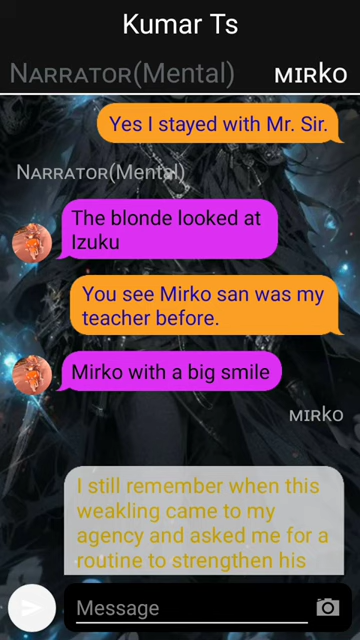 Kumar Ts
Narrator(Mental) ᴍɪʀko
Yes I stayed with Mr. Sir.
Narrator(Mental)
The blonde looked at
Izuku
You see Mirko san was my
teacher before.
Mirko with a big smile
ᴍɪʀko
I still remember when this
weakling came to my
agency and asked me for a
routine to strengthen his
Message